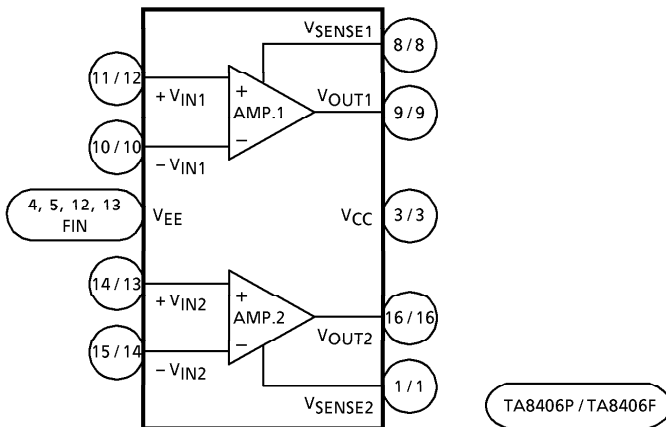 VSENSE1
8/8
11/12
+VIN1
+
AMP.1
−
VOUT1
9/9
10/10
−VIN1
4, 5, 12, 13
FIN
VEE
VCC
3/3
14/13
+VIN2
+
AMP.2
−
VOUT2
16/16
15/14
−VIN2
VSENSE2
1/1
TA8406P / TA8406F